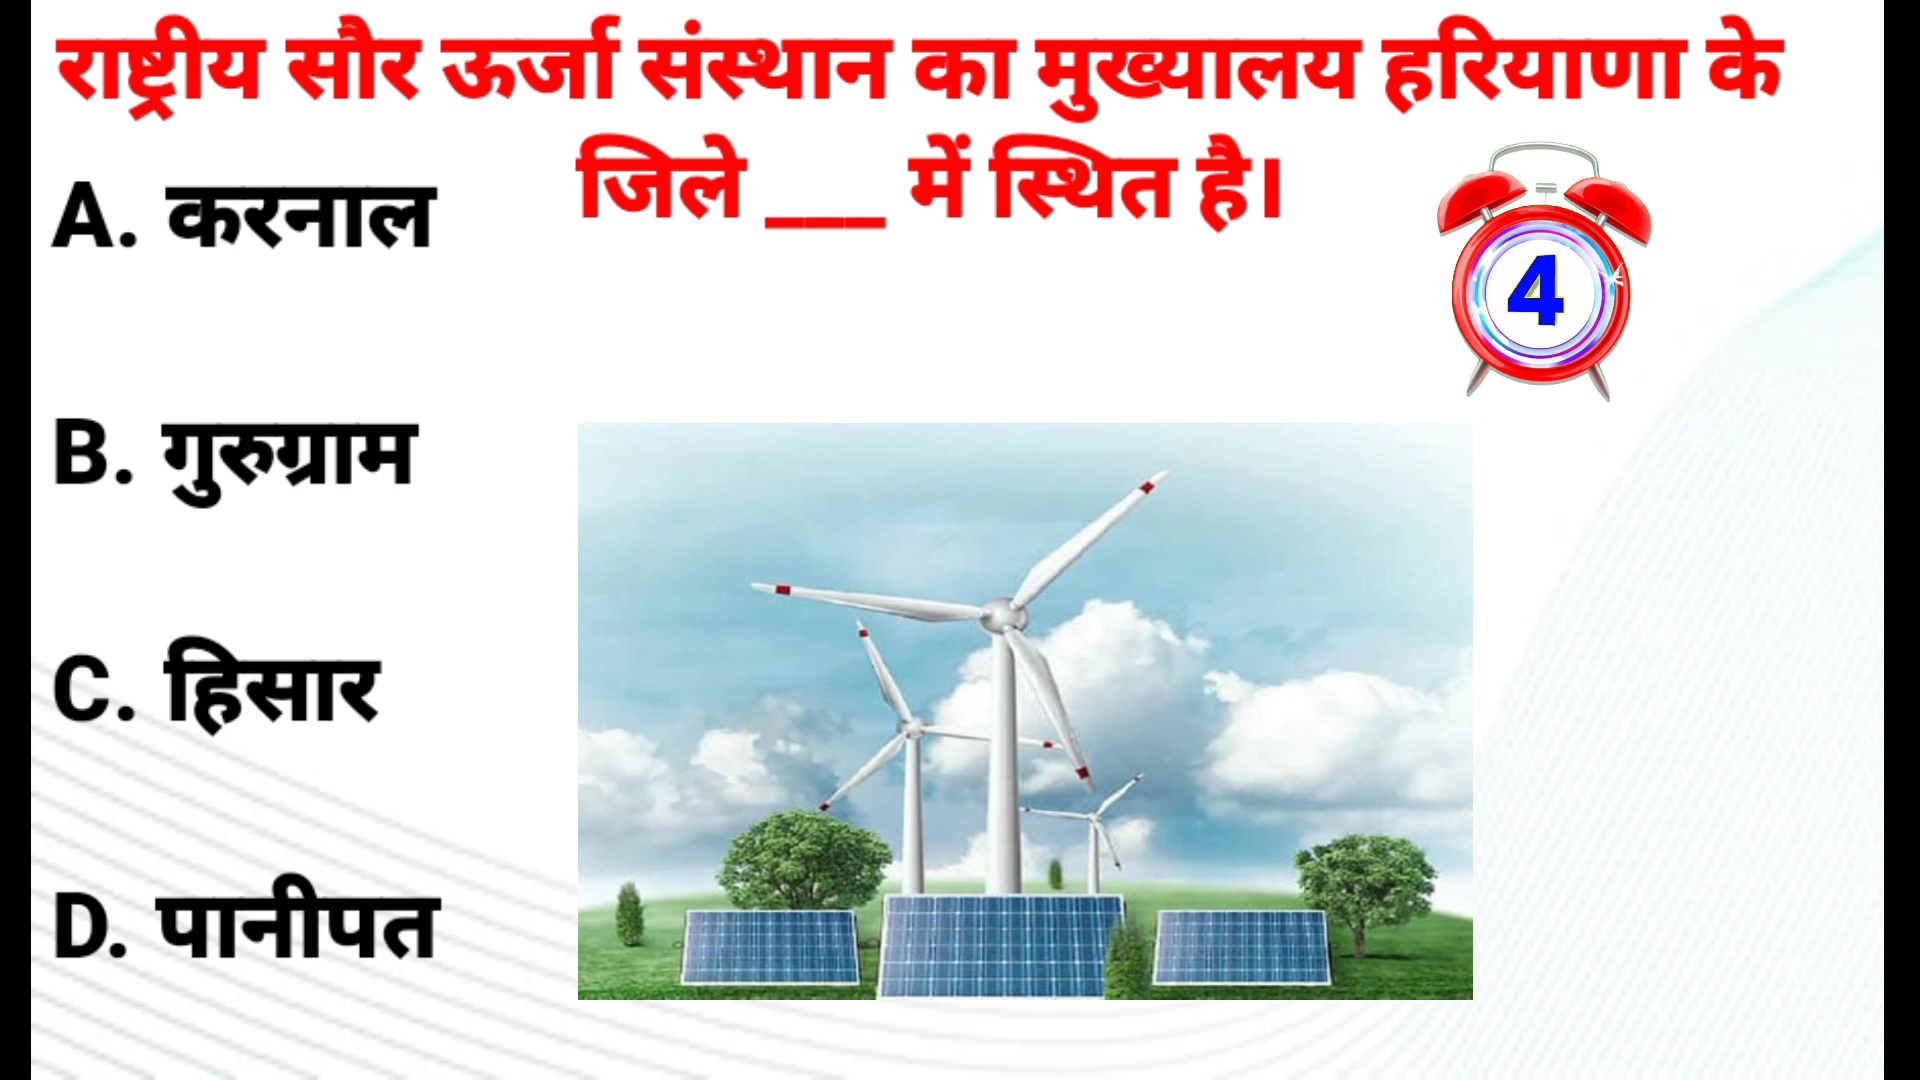 राष्ट्रीय सौर ऊर्जा संस्थान का मुख्यालय हरियाणा के
जिले ___ में स्थित है।
A. करनाल
4
B. गुरुग्राम
C. हिसार
D. पानीपत